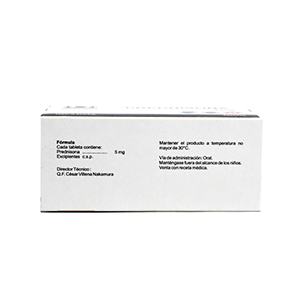 Fórmula
Cada tableta contiene:
Prednisona .................... 5 mg
Excipientes c.s.p.
Director Técnico:
Q.F. César Villena Nakamura
Mantener el producto a temperatura no
mayor de 30°C.
Vía de administración: Oral.
Manténgase fuera del alcance de los niños.
Venta con receta médica.